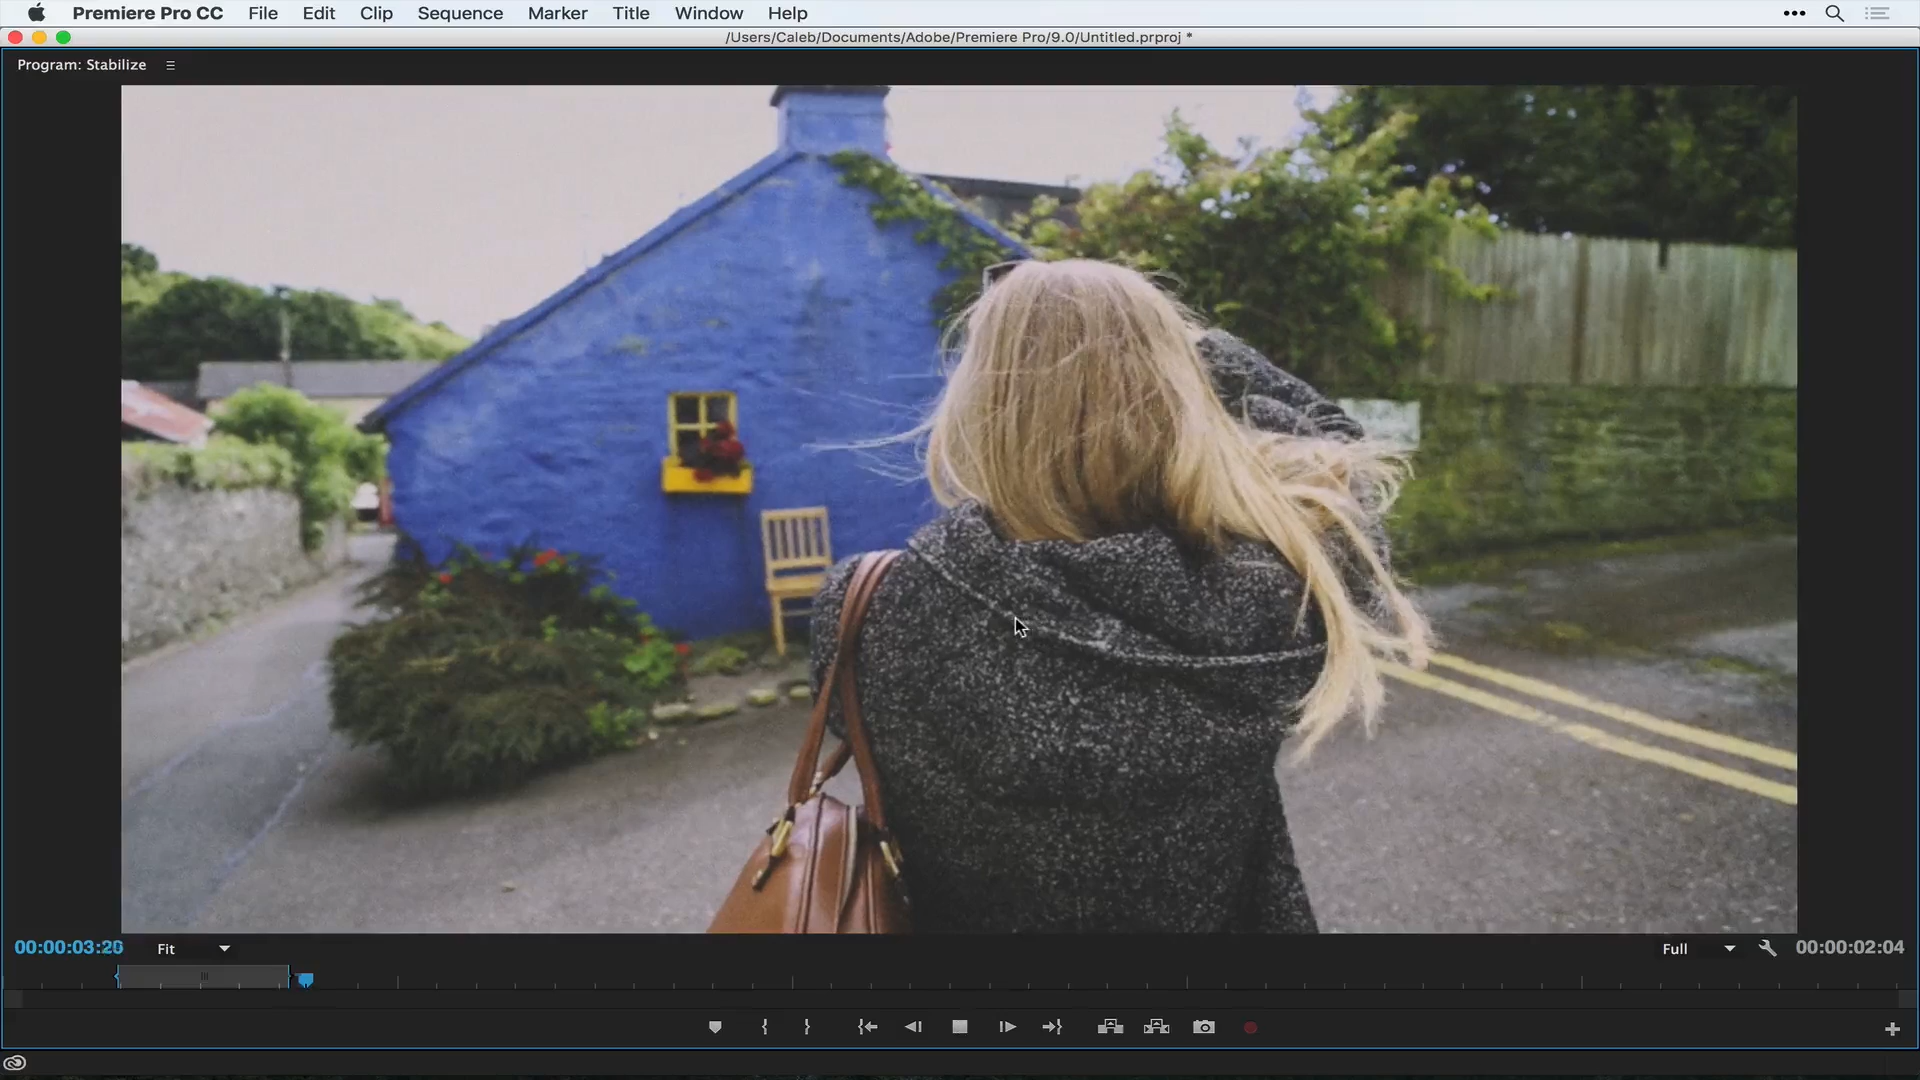 Premiere Pro CC File Edit Clip Sequence Marker Title Window Help
/Users/Caleb/Documents/Adobe/Premiere Pro/9.0/Untitled.prproj *
Program: Stabilize
00:00:03:20 Fit Full 00:00:02:04